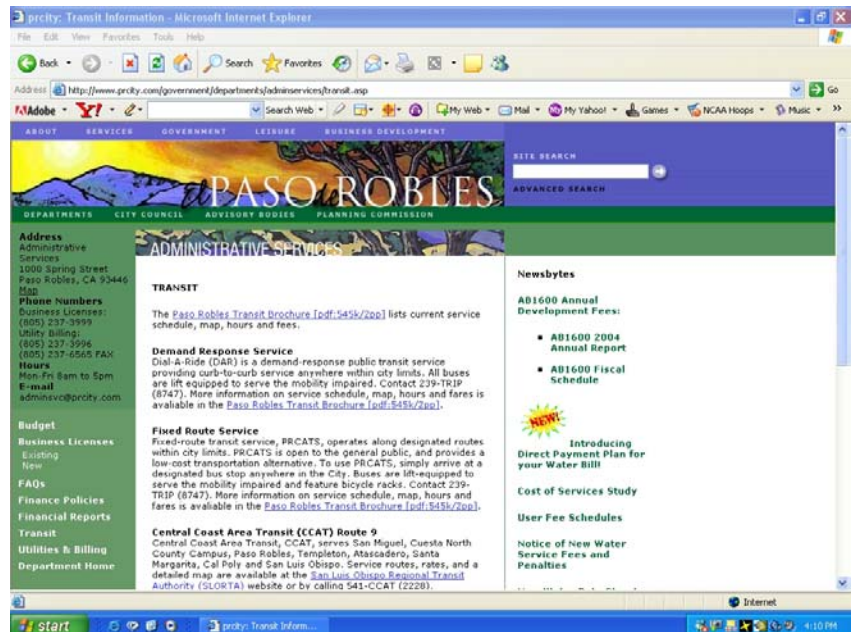 prcity: Transit Information - Microsoft Internet Explorer
File Edit View Favorites Tools Help
Back Search Favorites
Address http://www.prcity.com/government/departments/adminservices/transit.asp Go
Adobe Y! Search Web My Web Mail My Yahoo! Games NCAA Hoops Music
ABOUT SERVICES GOVERNMENT LEISURE BUSINESS DEVELOPMENT
SITE SEARCH
ADVANCED SEARCH
el PASO de ROBLES
DEPARTMENTS CITY COUNCIL ADVISORY BODIES PLANNING COMMISSION
ADMINISTRATIVE SERVICES
Address
Administrative
Services
1000 Spring Street
Paso Robles, CA 93446
Map
Phone Numbers
Business Licenses:
(805) 237-3999
Utility Billing:
(805) 237-3996
(805) 237-6565 FAX
Hours
Mon-Fri 8am to 5pm
E-mail
adminsvc@prcity.com
Budget
Business Licenses
Existing
New
FAQs
Finance Policies
Financial Reports
Transit
Utilities & Billing
Department Home
TRANSIT
The Paso Robles Transit Brochure [pdf:545k/2pp] lists current service
schedule, map, hours and fees.
Demand Response Service
Dial-A-Ride (DAR) is a demand-response public transit service
providing curb-to-curb service anywhere within city limits. All buses
are lift equipped to serve the mobility impaired. Contact 239-TRIP
(8747). More information on service schedule, map, hours and fares is
avaliable in the Paso Robles Transit Brochure [pdf:545k/2pp].
Fixed Route Service
Fixed-route transit service, PRCATS, operates along designated routes
within city limits. PRCATS is open to the general public, and provides a
low-cost transportation alternative. To use PRCATS, simply arrive at a
designated bus stop anywhere in the City. Buses are lift-equipped to
serve the mobility impaired and feature bicycle racks. Contact 239-
TRIP (8747). More information on service schedule, map, hours and
fares is avaliable in the Paso Robles Transit Brochure [pdf:545k/2pp].
Central Coast Area Transit (CCAT) Route 9
Central Coast Area Transit, CCAT, serves San Miguel, Cuesta North
County Campus, Paso Robles, Templeton, Atascadero, Santa
Margarita, Cal Poly and San Luis Obispo. Service routes, rates, and a
detailed map are available at the San Luis Obispo Regional Transit
Authority (SLORTA) website or by calling 541-CCAT (2228).
Newsbytes
AB1600 Annual
Development Fees:
AB1600 2004
Annual Report
AB1600 Fiscal
Schedule
NEW!
Introducing
Direct Payment Plan for
your Water Bill!
Cost of Services Study
User Fee Schedules
Notice of New Water
Service Fees and
Penalties
Internet
start prcity: Transit Inform... 4:10 PM